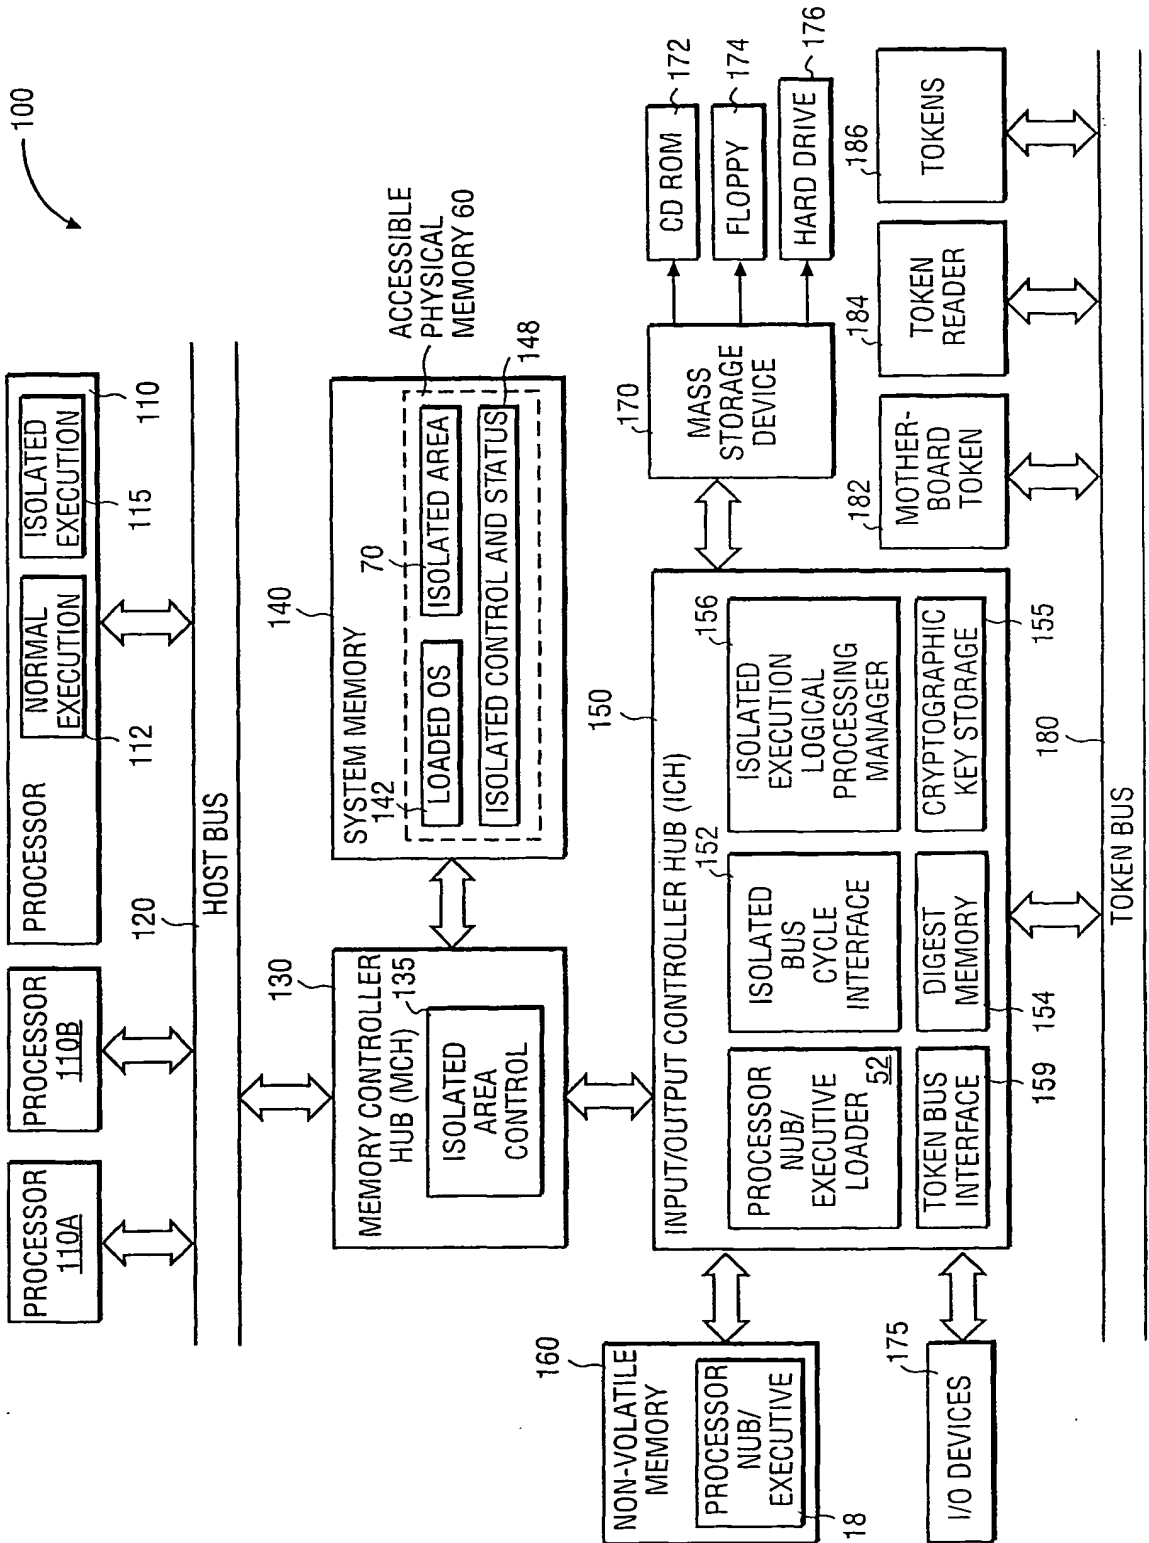 100
PROCESSOR
110A
PROCESSOR
110B
PROCESSOR
NORMAL
EXECUTION
112
ISOLATED
EXECUTION
115
110
120
HOST BUS
130
MEMORY CONTROLLER
HUB (MCH)
135
ISOLATED
AREA
CONTROL
140
SYSTEM MEMORY
142
LOADED OS
70
ISOLATED AREA
ISOLATED CONTROL AND STATUS
148
ACCESSIBLE
PHYSICAL
MEMORY 60
150
INPUT/OUTPUT CONTROLLER HUB (ICH)
PROCESSOR
NUB/
EXECUTIVE
LOADER
52
152
ISOLATED
BUS
CYCLE
INTERFACE
156
ISOLATED
EXECUTION
LOGICAL
PROCESSING
MANAGER
TOKEN BUS
INTERFACE
159
DIGEST
MEMORY
154
CRYPTOGRAPHIC
KEY STORAGE
155
160
NON-VOLATILE
MEMORY
PROCESSOR
NUB/
EXECUTIVE
18
175
I/O DEVICES
170
MASS
STORAGE
DEVICE
CD ROM
172
FLOPPY
174
HARD DRIVE
176
182
MOTHER-
BOARD
TOKEN
184
TOKEN
READER
186
TOKENS
180
TOKEN BUS